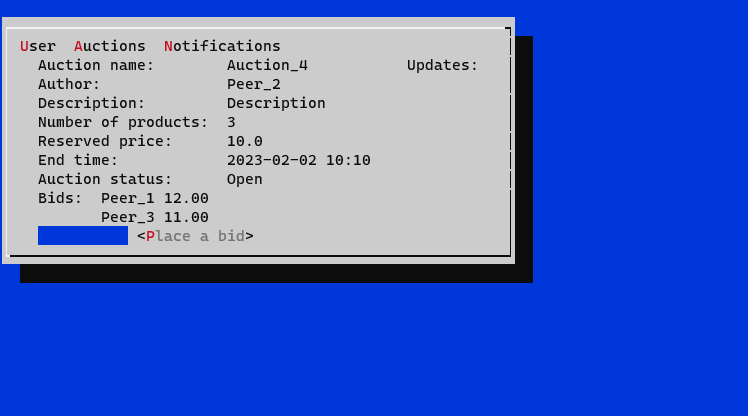 User  Auctions  Notifications
Auction name:        Auction_4           Updates:
Author:              Peer_2
Description:         Description
Number of products:  3
Reserved price:      10.0
End time:            2023-02-02 10:10
Auction status:      Open
Bids:  Peer_1 12.00
Peer_3 11.00
<Place a bid>